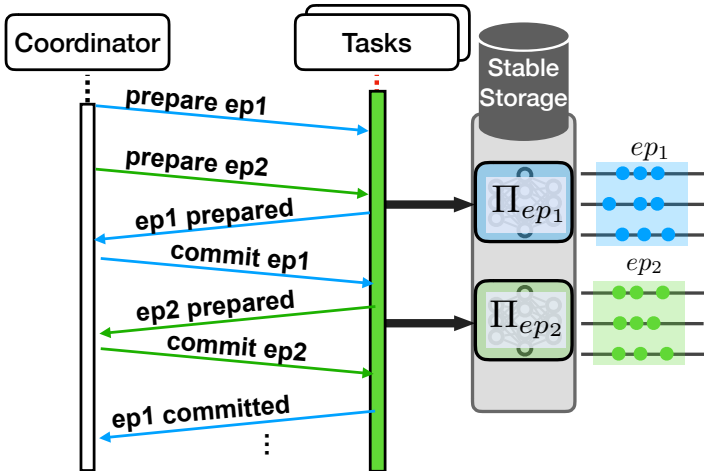 Coordinator
Tasks
Stable
Storage
prepare ep1
prepare ep2
ep1 prepared
commit ep1
ep2 prepared
commit ep2
ep1 committed
Π_{ep_1}
Π_{ep_2}
ep_1
ep_2